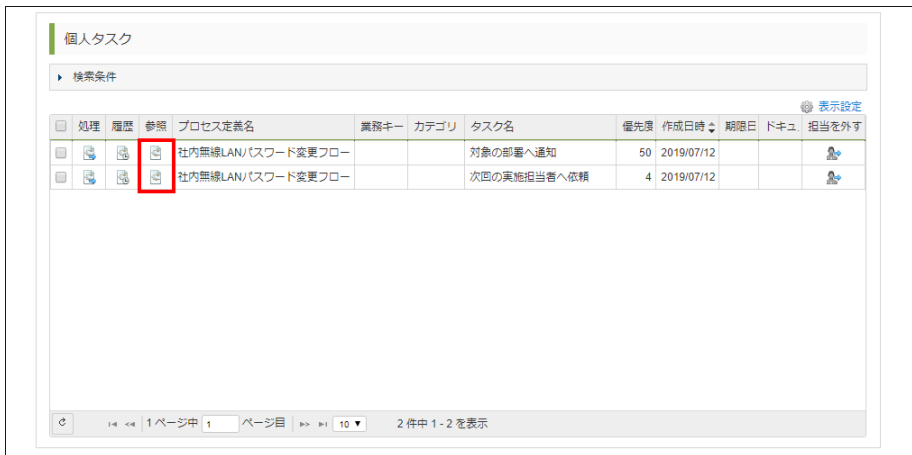 個人タスク
検索条件
表示設定
処理 履歴 参照 プロセス定義名 業務キー カテゴリ タスク名 優先度 作成日時 期限日 ドキュ 担当を外す
社内無線LANパスワード変更フロー 対象の部署へ通知 50 2019/07/12
社内無線LANパスワード変更フロー 次回の実施担当者へ依頼 4 2019/07/12
1 ページ中 1 ページ目 10 2 件中 1 - 2 を表示